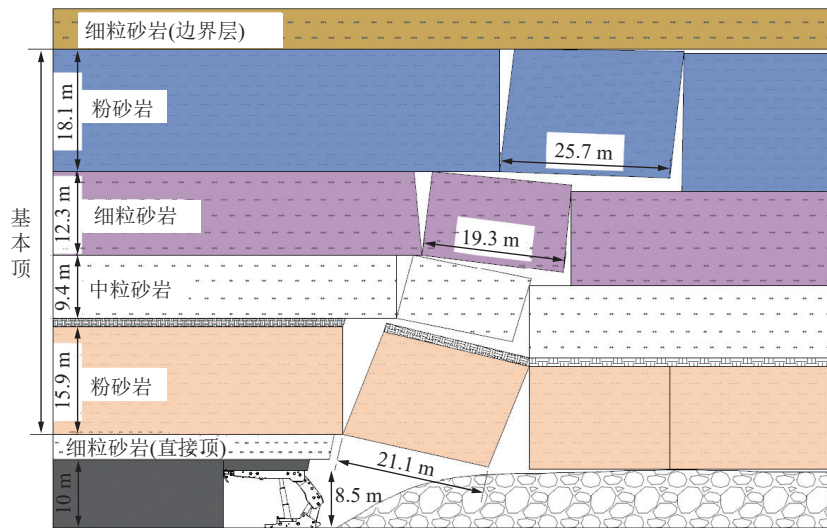 细粒砂岩(边界层)
18.1 m
粉砂岩
25.7 m
基本顶
12.3 m
细粒砂岩
19.3 m
9.4 m
中粒砂岩
15.9 m
粉砂岩
细粒砂岩(直接顶)
21.1 m
10 m
8.5 m